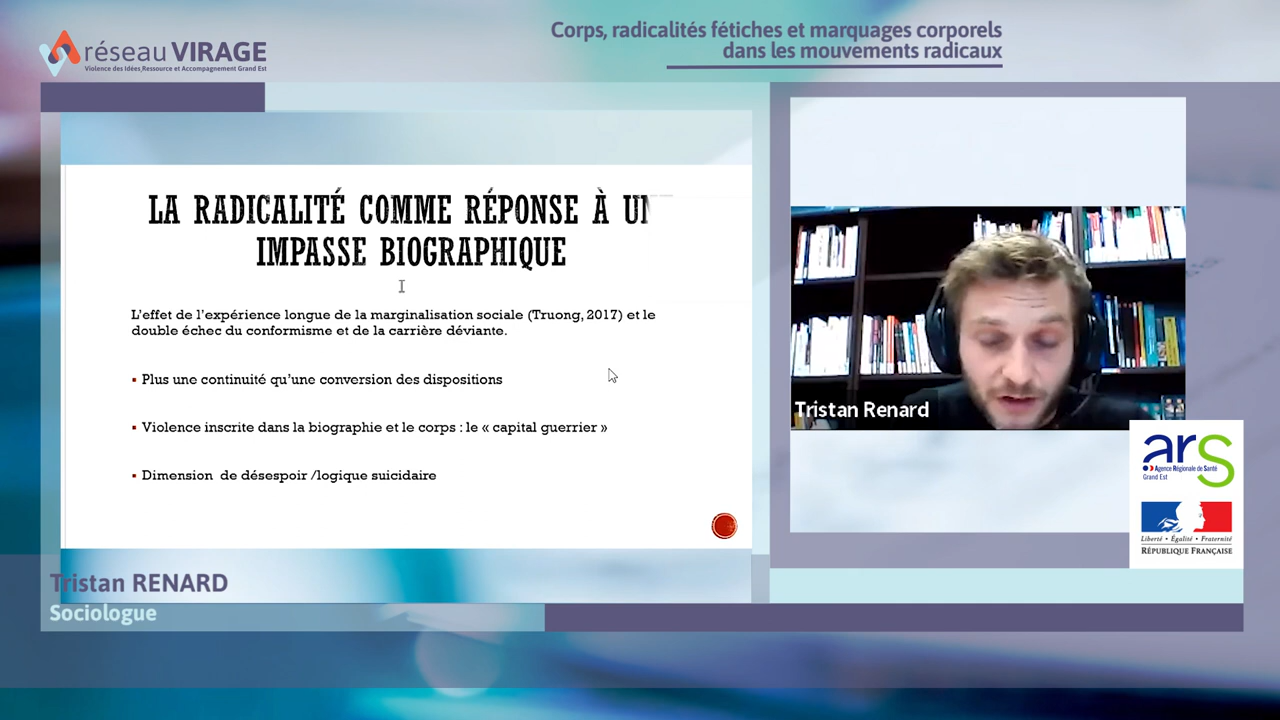 réseau VIRAGE
Violence des Idées, Ressource et Accompagnement Grand Est
Corps, radicalités fétiches et marquages corporels
dans les mouvements radicaux
LA RADICALITÉ COMME RÉPONSE À UN
IMPASSE BIOGRAPHIQUE
L'effet de l'expérience longue de la marginalisation sociale (Truong, 2017) et le
double échec du conformisme et de la carrière déviante.
▪ Plus une continuité qu'une conversion des dispositions
▪ Violence inscrite dans la biographie et le corps : le « capital guerrier »
▪ Dimension de désespoir /logique suicidaire
Tristan Renard
ars
Agence Régionale de Santé
Grand Est
Liberté • Égalité • Fraternité
RÉPUBLIQUE FRANÇAISE
Tristan RENARD
Sociologue